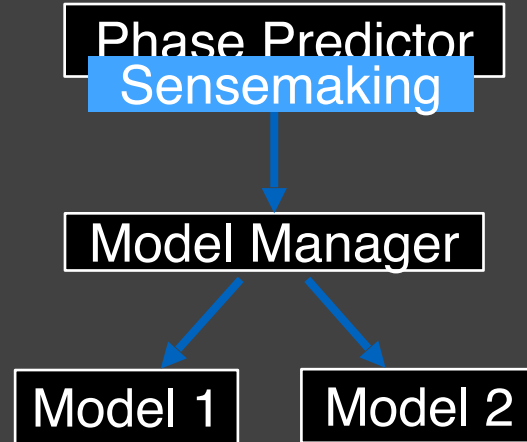 Phase Predictor
Sensemaking
Model Manager
Model 1
Model 2